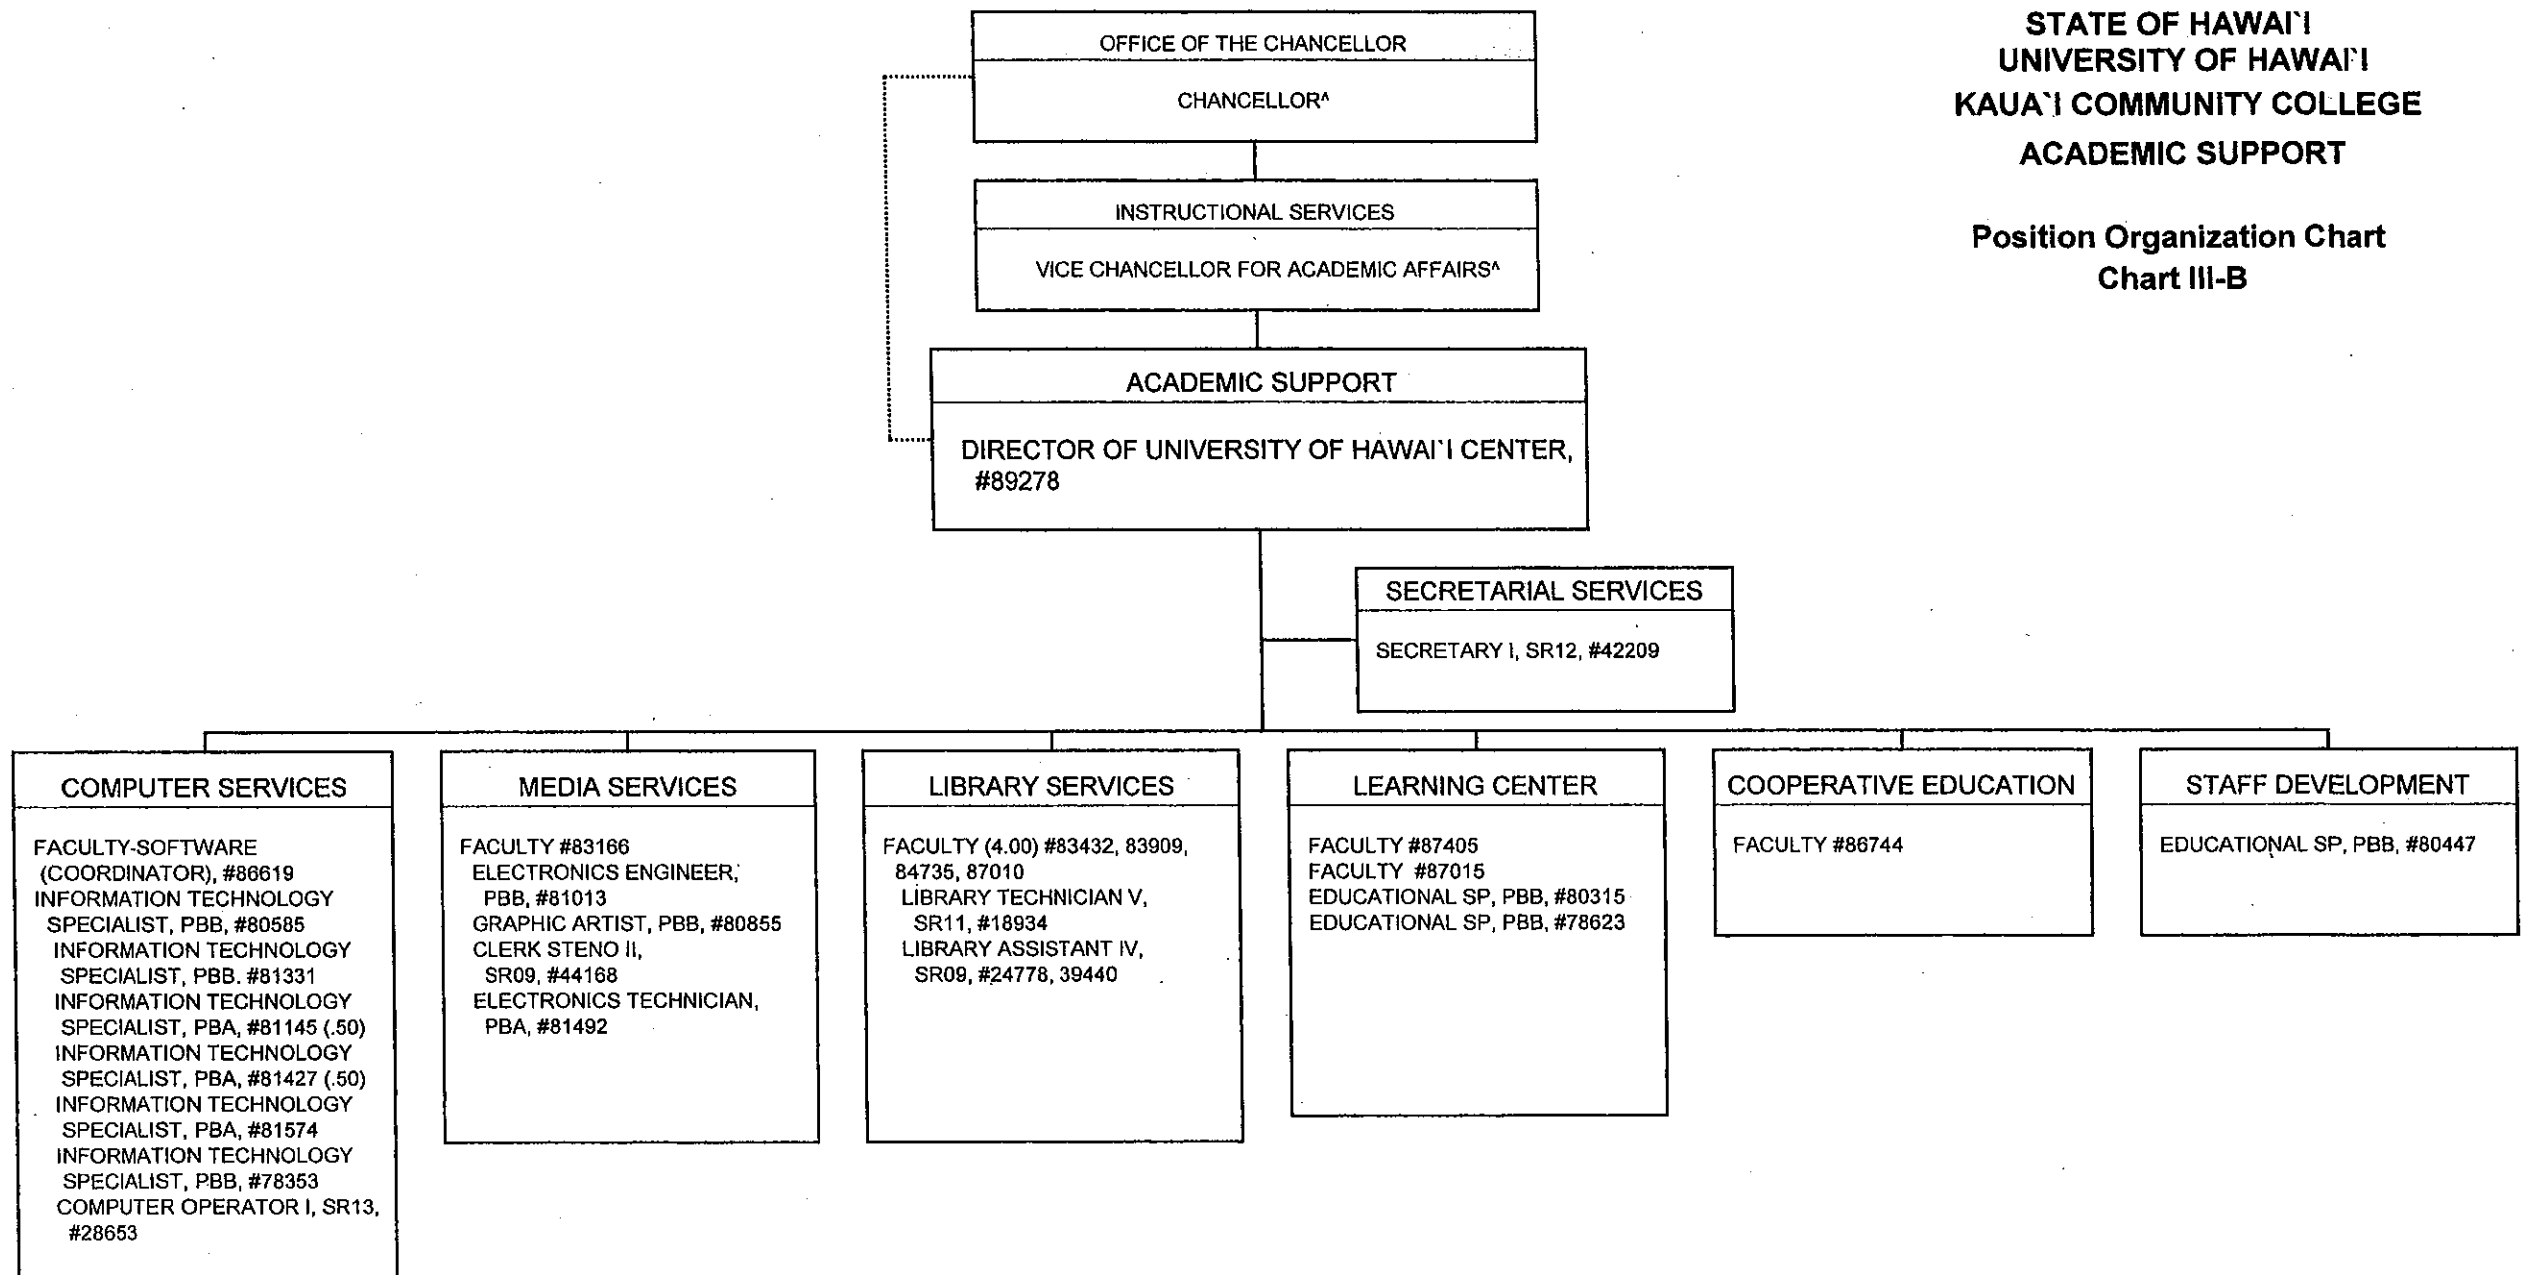 STATE OF HAWAI`I
UNIVERSITY OF HAWAI`I
KAUA`I COMMUNITY COLLEGE
ACADEMIC SUPPORT
Position Organization Chart
Chart III-B
OFFICE OF THE CHANCELLOR
CHANCELLOR^
INSTRUCTIONAL SERVICES
VICE CHANCELLOR FOR ACADEMIC AFFAIRS^
ACADEMIC SUPPORT
DIRECTOR OF UNIVERSITY OF HAWAI`I CENTER,
#89278
SECRETARIAL SERVICES
SECRETARY I, SR12, #42209
COMPUTER SERVICES
FACULTY-SOFTWARE
(COORDINATOR), #86619
INFORMATION TECHNOLOGY
SPECIALIST, PBB, #80585
INFORMATION TECHNOLOGY
SPECIALIST, PBB. #81331
INFORMATION TECHNOLOGY
SPECIALIST, PBA, #81145 (.50)
INFORMATION TECHNOLOGY
SPECIALIST, PBA, #81427 (.50)
INFORMATION TECHNOLOGY
SPECIALIST, PBA, #81574
INFORMATION TECHNOLOGY
SPECIALIST, PBB, #78353
COMPUTER OPERATOR I, SR13,
#28653
MEDIA SERVICES
FACULTY #83166
ELECTRONICS ENGINEER,
PBB, #81013
GRAPHIC ARTIST, PBB, #80855
CLERK STENO II,
SR09, #44168
ELECTRONICS TECHNICIAN,
PBA, #81492
LIBRARY SERVICES
FACULTY (4.00) #83432, 83909,
84735, 87010
LIBRARY TECHNICIAN V,
SR11, #18934
LIBRARY ASSISTANT IV,
SR09, #24778, 39440
LEARNING CENTER
FACULTY #87405
FACULTY #87015
EDUCATIONAL SP, PBB, #80315
EDUCATIONAL SP, PBB, #78623
COOPERATIVE EDUCATION
FACULTY #86744
STAFF DEVELOPMENT
EDUCATIONAL SP, PBB, #80447